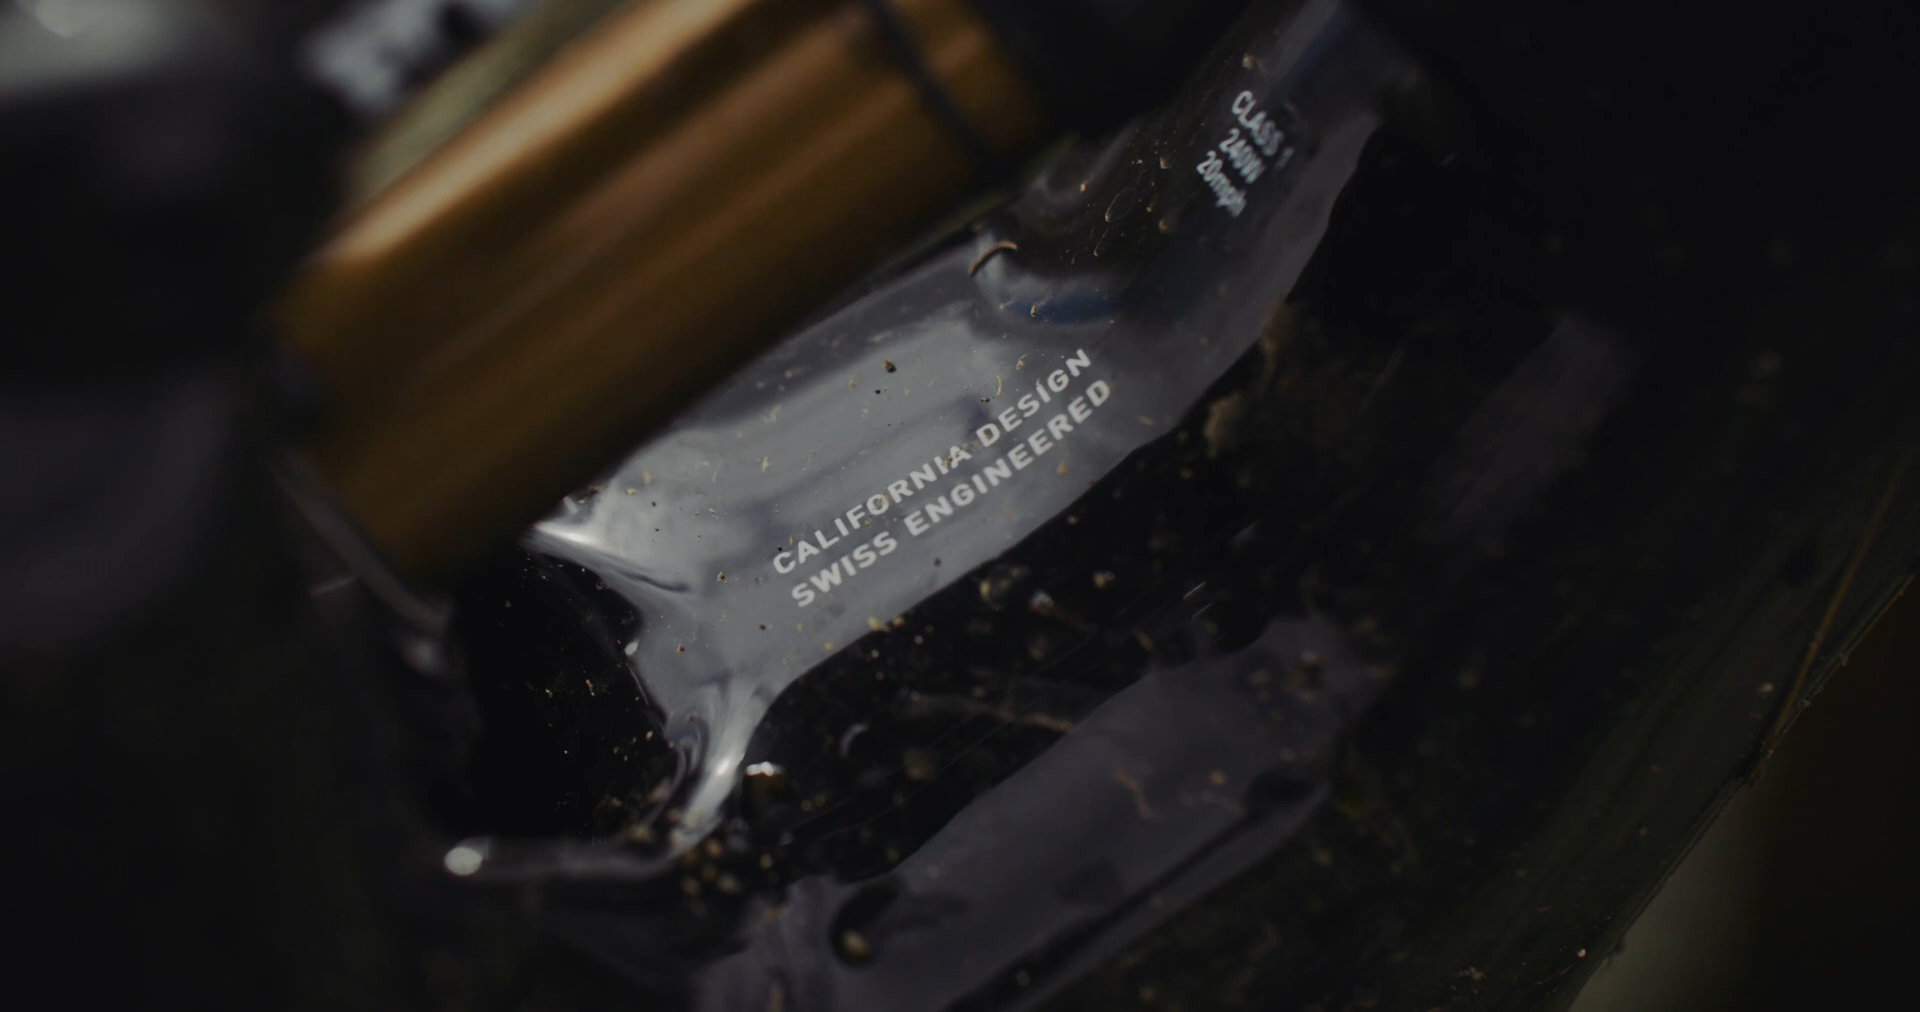 CALIFORNIA DESIGN
SWISS ENGINEERED
CLASS 1
240W
20mph